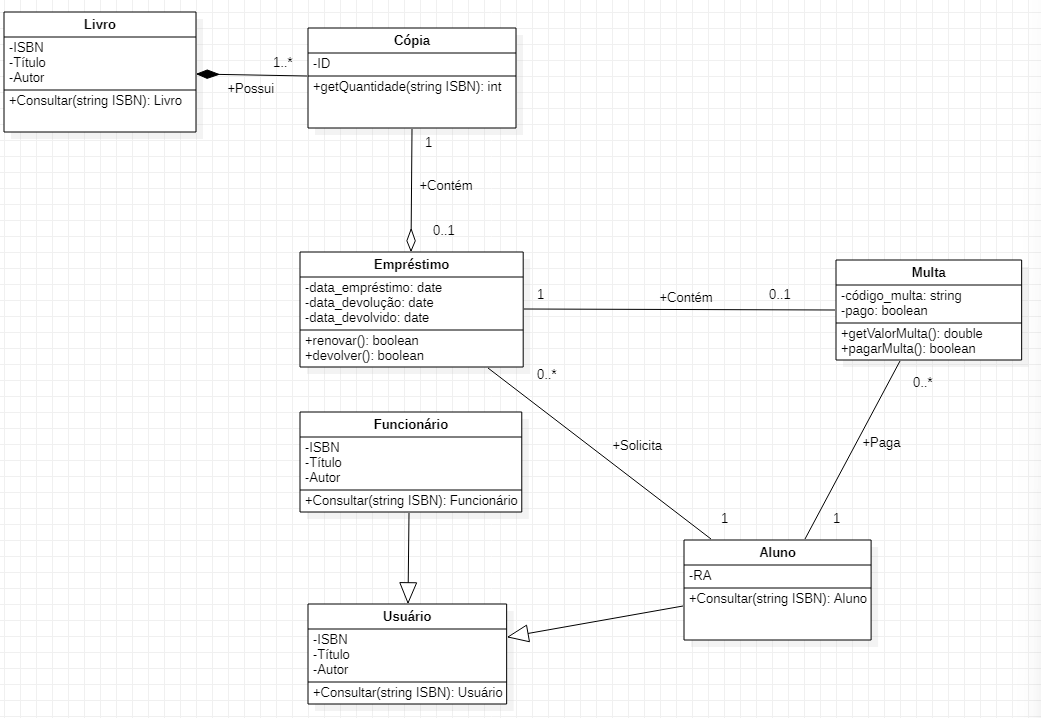 Livro
-ISBN
-Título
-Autor
+Consultar(string ISBN): Livro
1..*
+Possui
Cópia
-ID
+getQuantidade(string ISBN): int
1
+Contém
0..1
Empréstimo
-data_empréstimo: date
-data_devolução: date
-data_devolvido: date
+renovar(): boolean
+devolver(): boolean
1
+Contém
0..1
Multa
-código_multa: string
-pago: boolean
+getValorMulta(): double
+pagarMulta(): boolean
0..*
+Solicita
1
0..*
+Paga
1
Funcionário
-ISBN
-Título
-Autor
+Consultar(string ISBN): Funcionário
Aluno
-RA
+Consultar(string ISBN): Aluno
Usuário
-ISBN
-Título
-Autor
+Consultar(string ISBN): Usuário